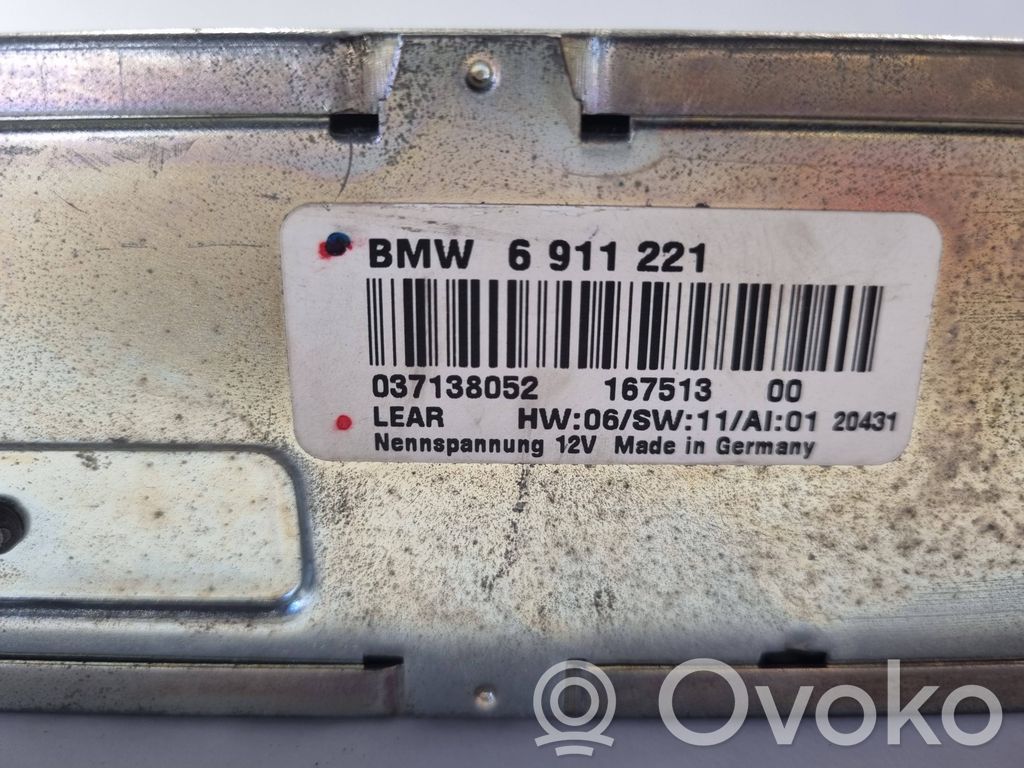 BMW 6 911 221
037138052 167513 00
LEAR HW:06/SW:11/AI:01 20431
Nennspannung 12V Made in Germany
Ovoko